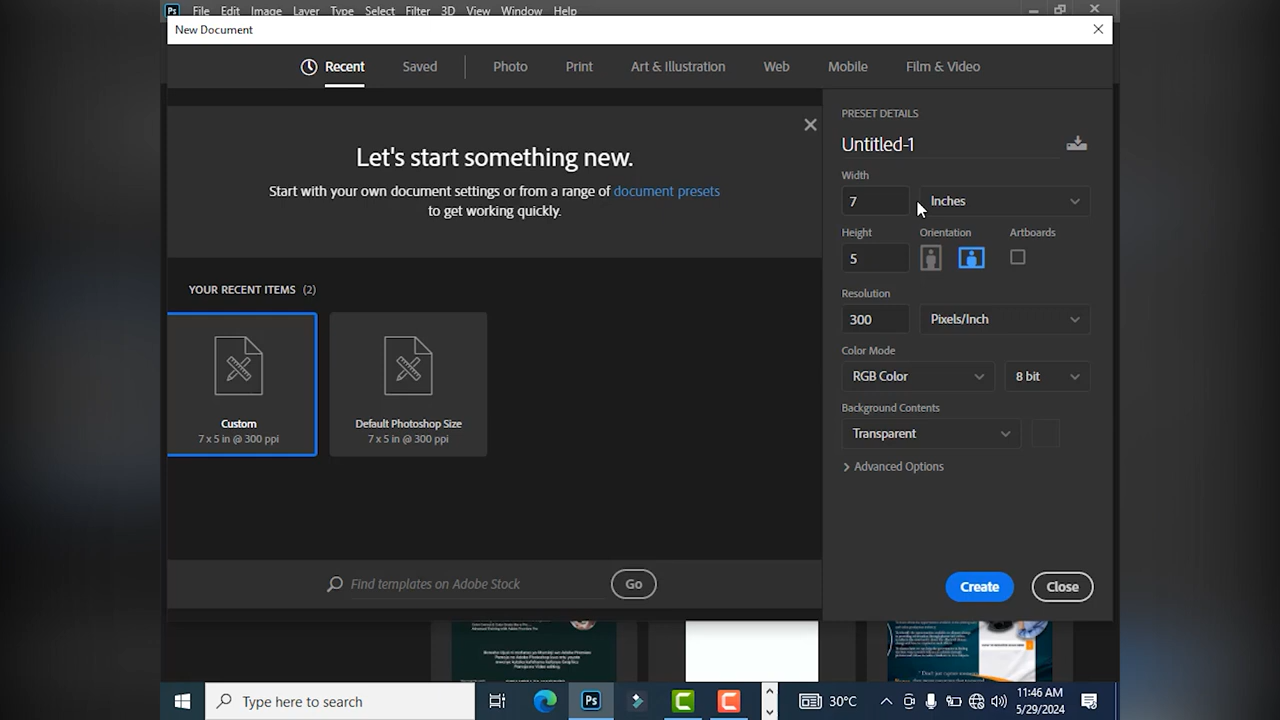 Ps File Edit Image Layer Type Select Filter 3D View Window Help
New Document
Recent Saved Photo Print Art & Illustration Web Mobile Film & Video
Let's start something new.
Start with your own document settings or from a range of document presets
to get working quickly.
YOUR RECENT ITEMS (2)
Custom
7 x 5 in @ 300 ppi
Default Photoshop Size
7 x 5 in @ 300 ppi
Find templates on Adobe Stock Go
PRESET DETAILS
Untitled-1
Width
7 Inches
Height Orientation Artboards
5
Resolution
300 Pixels/Inch
Color Mode
RGB Color 8 bit
Background Contents
Transparent
Advanced Options
Create Close
Type here to search
Ps
30°C
11:46 AM
5/29/2024